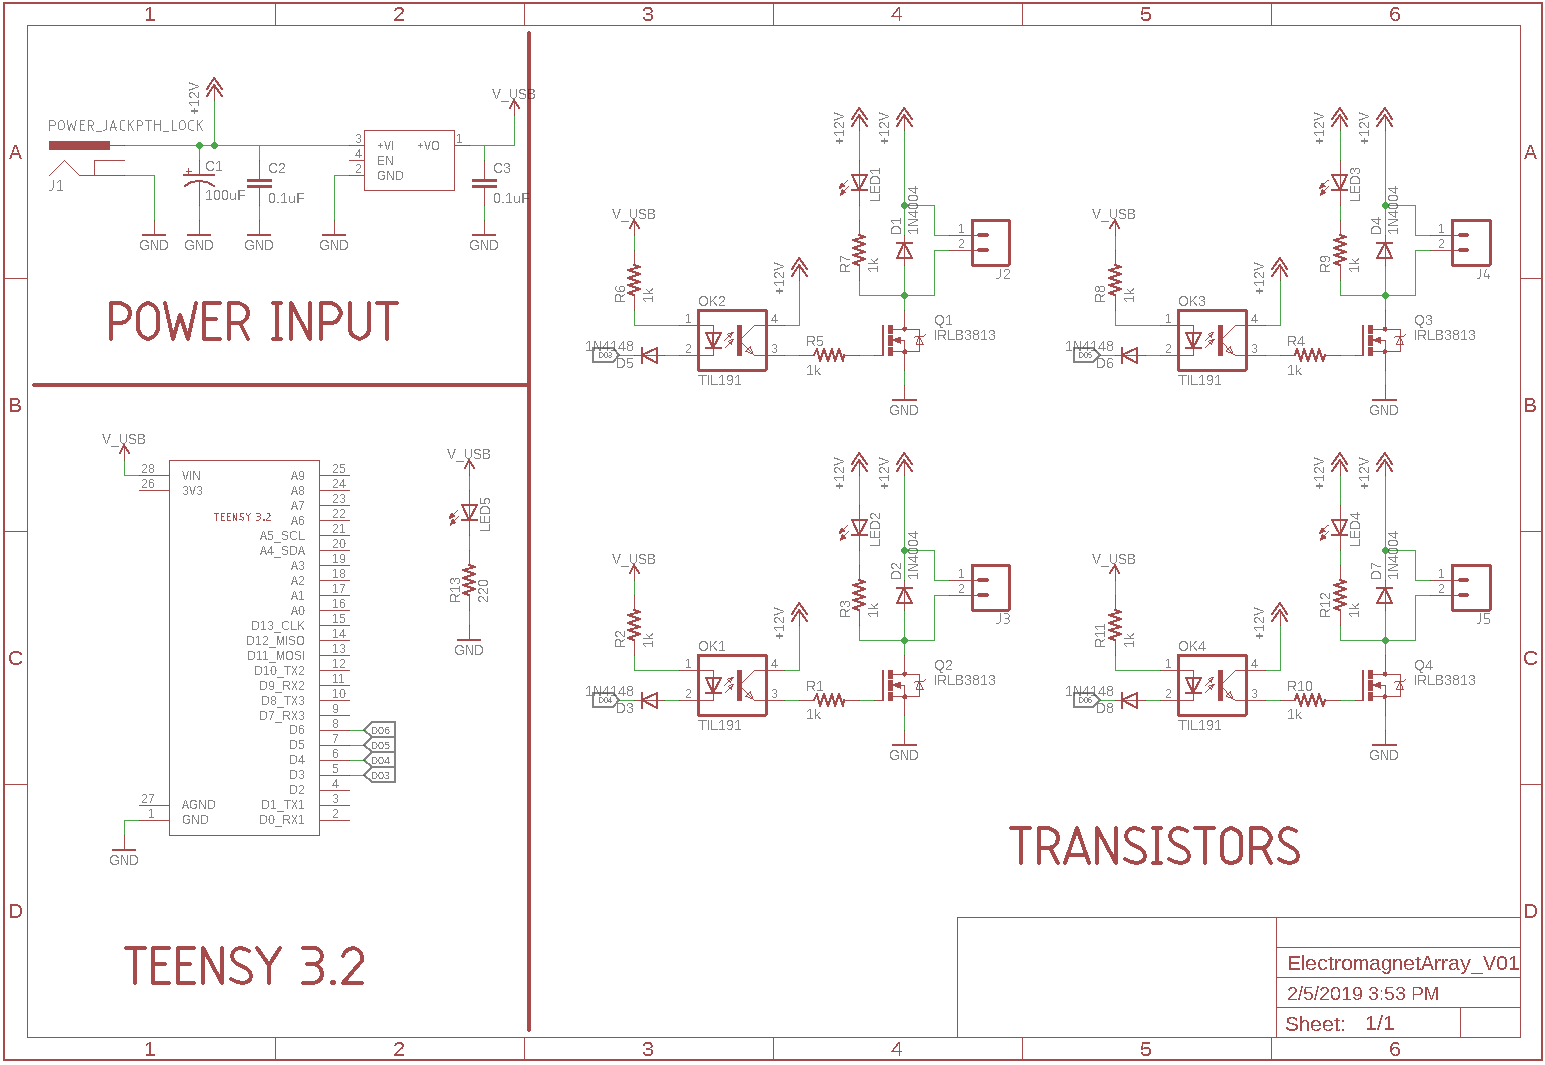 1 2 3 4 5 6
A A
B B
C C
D D
+12V
V_USB
POWER_JACKPTH_LOCK
J1
C1
100uF
C2
0.1uF
3 +VI +VO 1
4 EN
2 GND
C3
0.1uF
GND GND GND GND GND
POWER INPUT
V_USB
28 VIN A9 25
26 3V3 A8 24
A7 23
TEENSY 3.2
A6 22
A5_SCL 21
A4_SDA 20
A3 19
A2 18
A1 17
A0 16
D13_CLK 15
D12_MISO 14
D11_MOSI 13
D10_TX2 12
D9_RX2 11
D8_TX3 10
D7_RX3 9
D6 8 D06
D5 7 D05
D4 6 D04
D3 5 D03
D2 4
27 AGND D1_TX1 3
1 GND D0_RX1 2
GND
V_USB
LED5
R13
220
GND
TEENSY 3.2
+12V +12V
LED1
R7
1k
D1
1N4004
1
2
J2
V_USB
R6
1k
+12V
OK2
1 4
2 3
TIL191
1N4148
D03
D5
R5
1k
Q1
IRLB3813
GND
+12V +12V
LED3
R9
1k
D4
1N4004
1
2
J4
V_USB
R8
1k
+12V
OK3
1 4
2 3
TIL191
1N4148
D05
D6
R4
1k
Q3
IRLB3813
GND
+12V +12V
LED2
R3
1k
D2
1N4004
1
2
J3
V_USB
R2
1k
+12V
OK1
1 4
2 3
TIL191
1N4148
D04
D3
R1
1k
Q2
IRLB3813
GND
+12V +12V
LED4
R12
1k
D7
1N4004
1
2
J5
V_USB
R11
1k
+12V
OK4
1 4
2 3
TIL191
1N4148
D06
D8
R10
1k
Q4
IRLB3813
GND
TRANSISTORS
ElectromagnetArray_V01
2/5/2019 3:53 PM
Sheet: 1/1
1 2 3 4 5 6